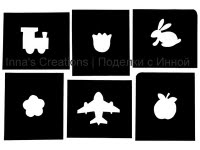 Inna's Creations | Поделки с Инной